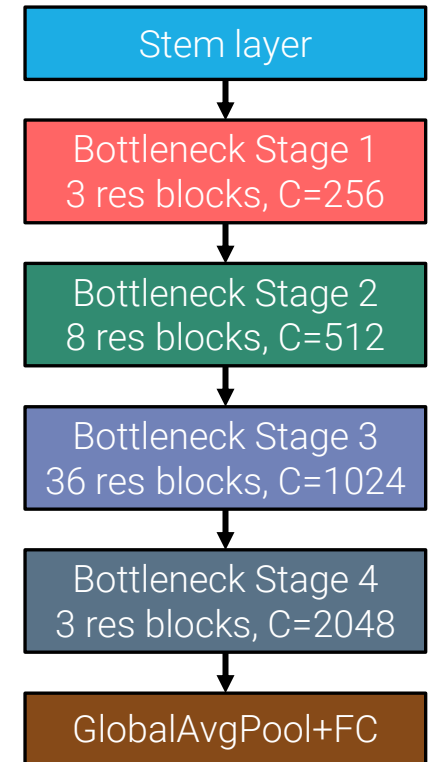 Stem layer
Bottleneck Stage 1
3 res blocks, C=256
Bottleneck Stage 2
8 res blocks, C=512
Bottleneck Stage 3
36 res blocks, C=1024
Bottleneck Stage 4
3 res blocks, C=2048
GlobalAvgPool+FC